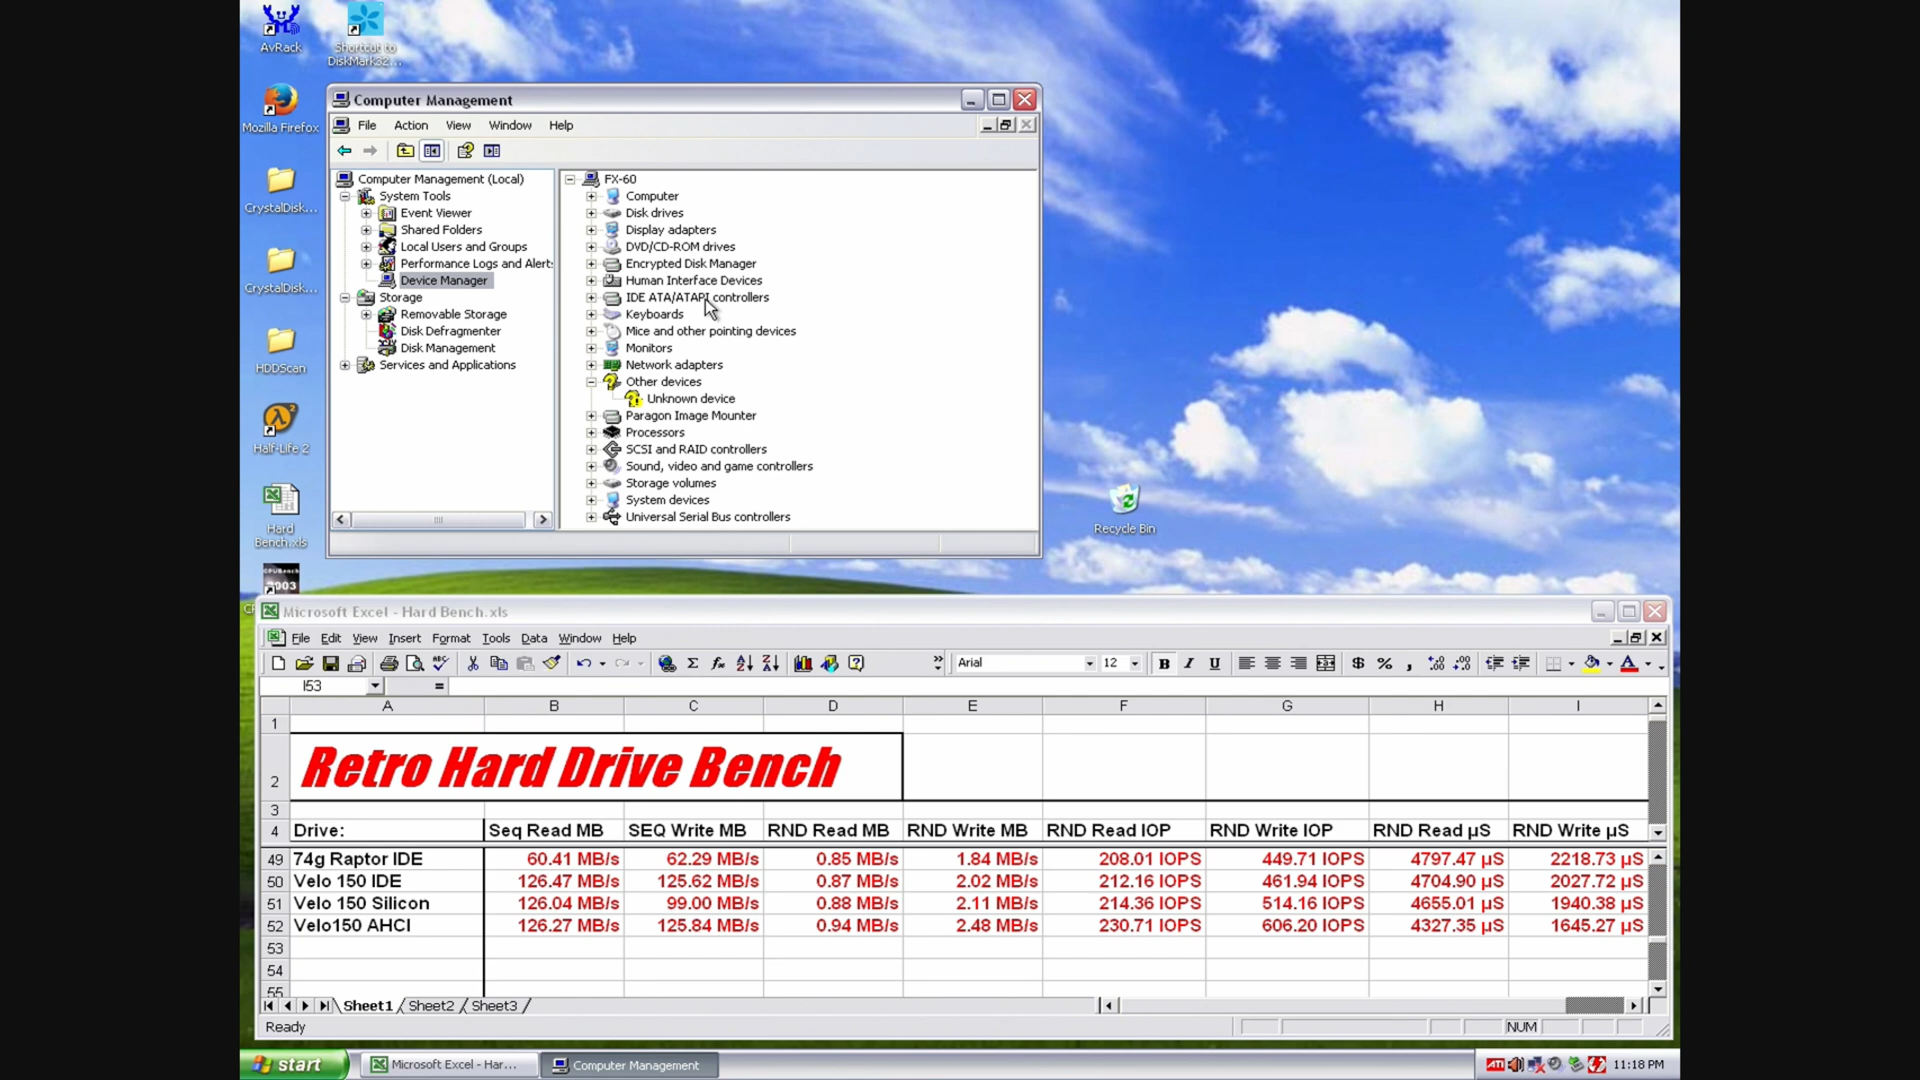 AvRack
Shortcut to
DiskMark32...
Mozilla Firefox
CrystalDisk...
CrystalDisk...
HDDScan
Half-Life 2
Hard
Bench.xls
CPUBench
2003
Computer Management
File Action View Window Help
Computer Management (Local)
System Tools
Event Viewer
Shared Folders
Local Users and Groups
Performance Logs and Alert:
Device Manager
Storage
Removable Storage
Disk Defragmenter
Disk Management
Services and Applications
FX-60
Computer
Disk drives
Display adapters
DVD/CD-ROM drives
Encrypted Disk Manager
Human Interface Devices
IDE ATA/ATAPI controllers
Keyboards
Mice and other pointing devices
Monitors
Network adapters
Other devices
Unknown device
Paragon Image Mounter
Processors
SCSI and RAID controllers
Sound, video and game controllers
Storage volumes
System devices
Universal Serial Bus controllers
Recycle Bin
Microsoft Excel - Hard Bench.xls
File Edit View Insert Format Tools Data Window Help
Arial 12 B I U $ % ,
I53 =
A B C D E F G H I
1
2 Retro Hard Drive Bench
3
4 Drive: Seq Read MB SEQ Write MB RND Read MB RND Write MB RND Read IOP RND Write IOP RND Read µS RND Write µS
49 74g Raptor IDE 60.41 MB/s 62.29 MB/s 0.85 MB/s 1.84 MB/s 208.01 IOPS 449.71 IOPS 4797.47 µS 2218.73 µS
50 Velo 150 IDE 126.47 MB/s 125.62 MB/s 0.87 MB/s 2.02 MB/s 212.16 IOPS 461.94 IOPS 4704.90 µS 2027.72 µS
51 Velo 150 Silicon 126.04 MB/s 99.00 MB/s 0.88 MB/s 2.11 MB/s 214.36 IOPS 514.16 IOPS 4655.01 µS 1940.38 µS
52 Velo150 AHCI 126.27 MB/s 125.84 MB/s 0.94 MB/s 2.48 MB/s 230.71 IOPS 606.20 IOPS 4327.35 µS 1645.27 µS
53
54
55
Sheet1 Sheet2 Sheet3
Ready NUM
start Microsoft Excel - Har... Computer Management ATI 11:18 PM